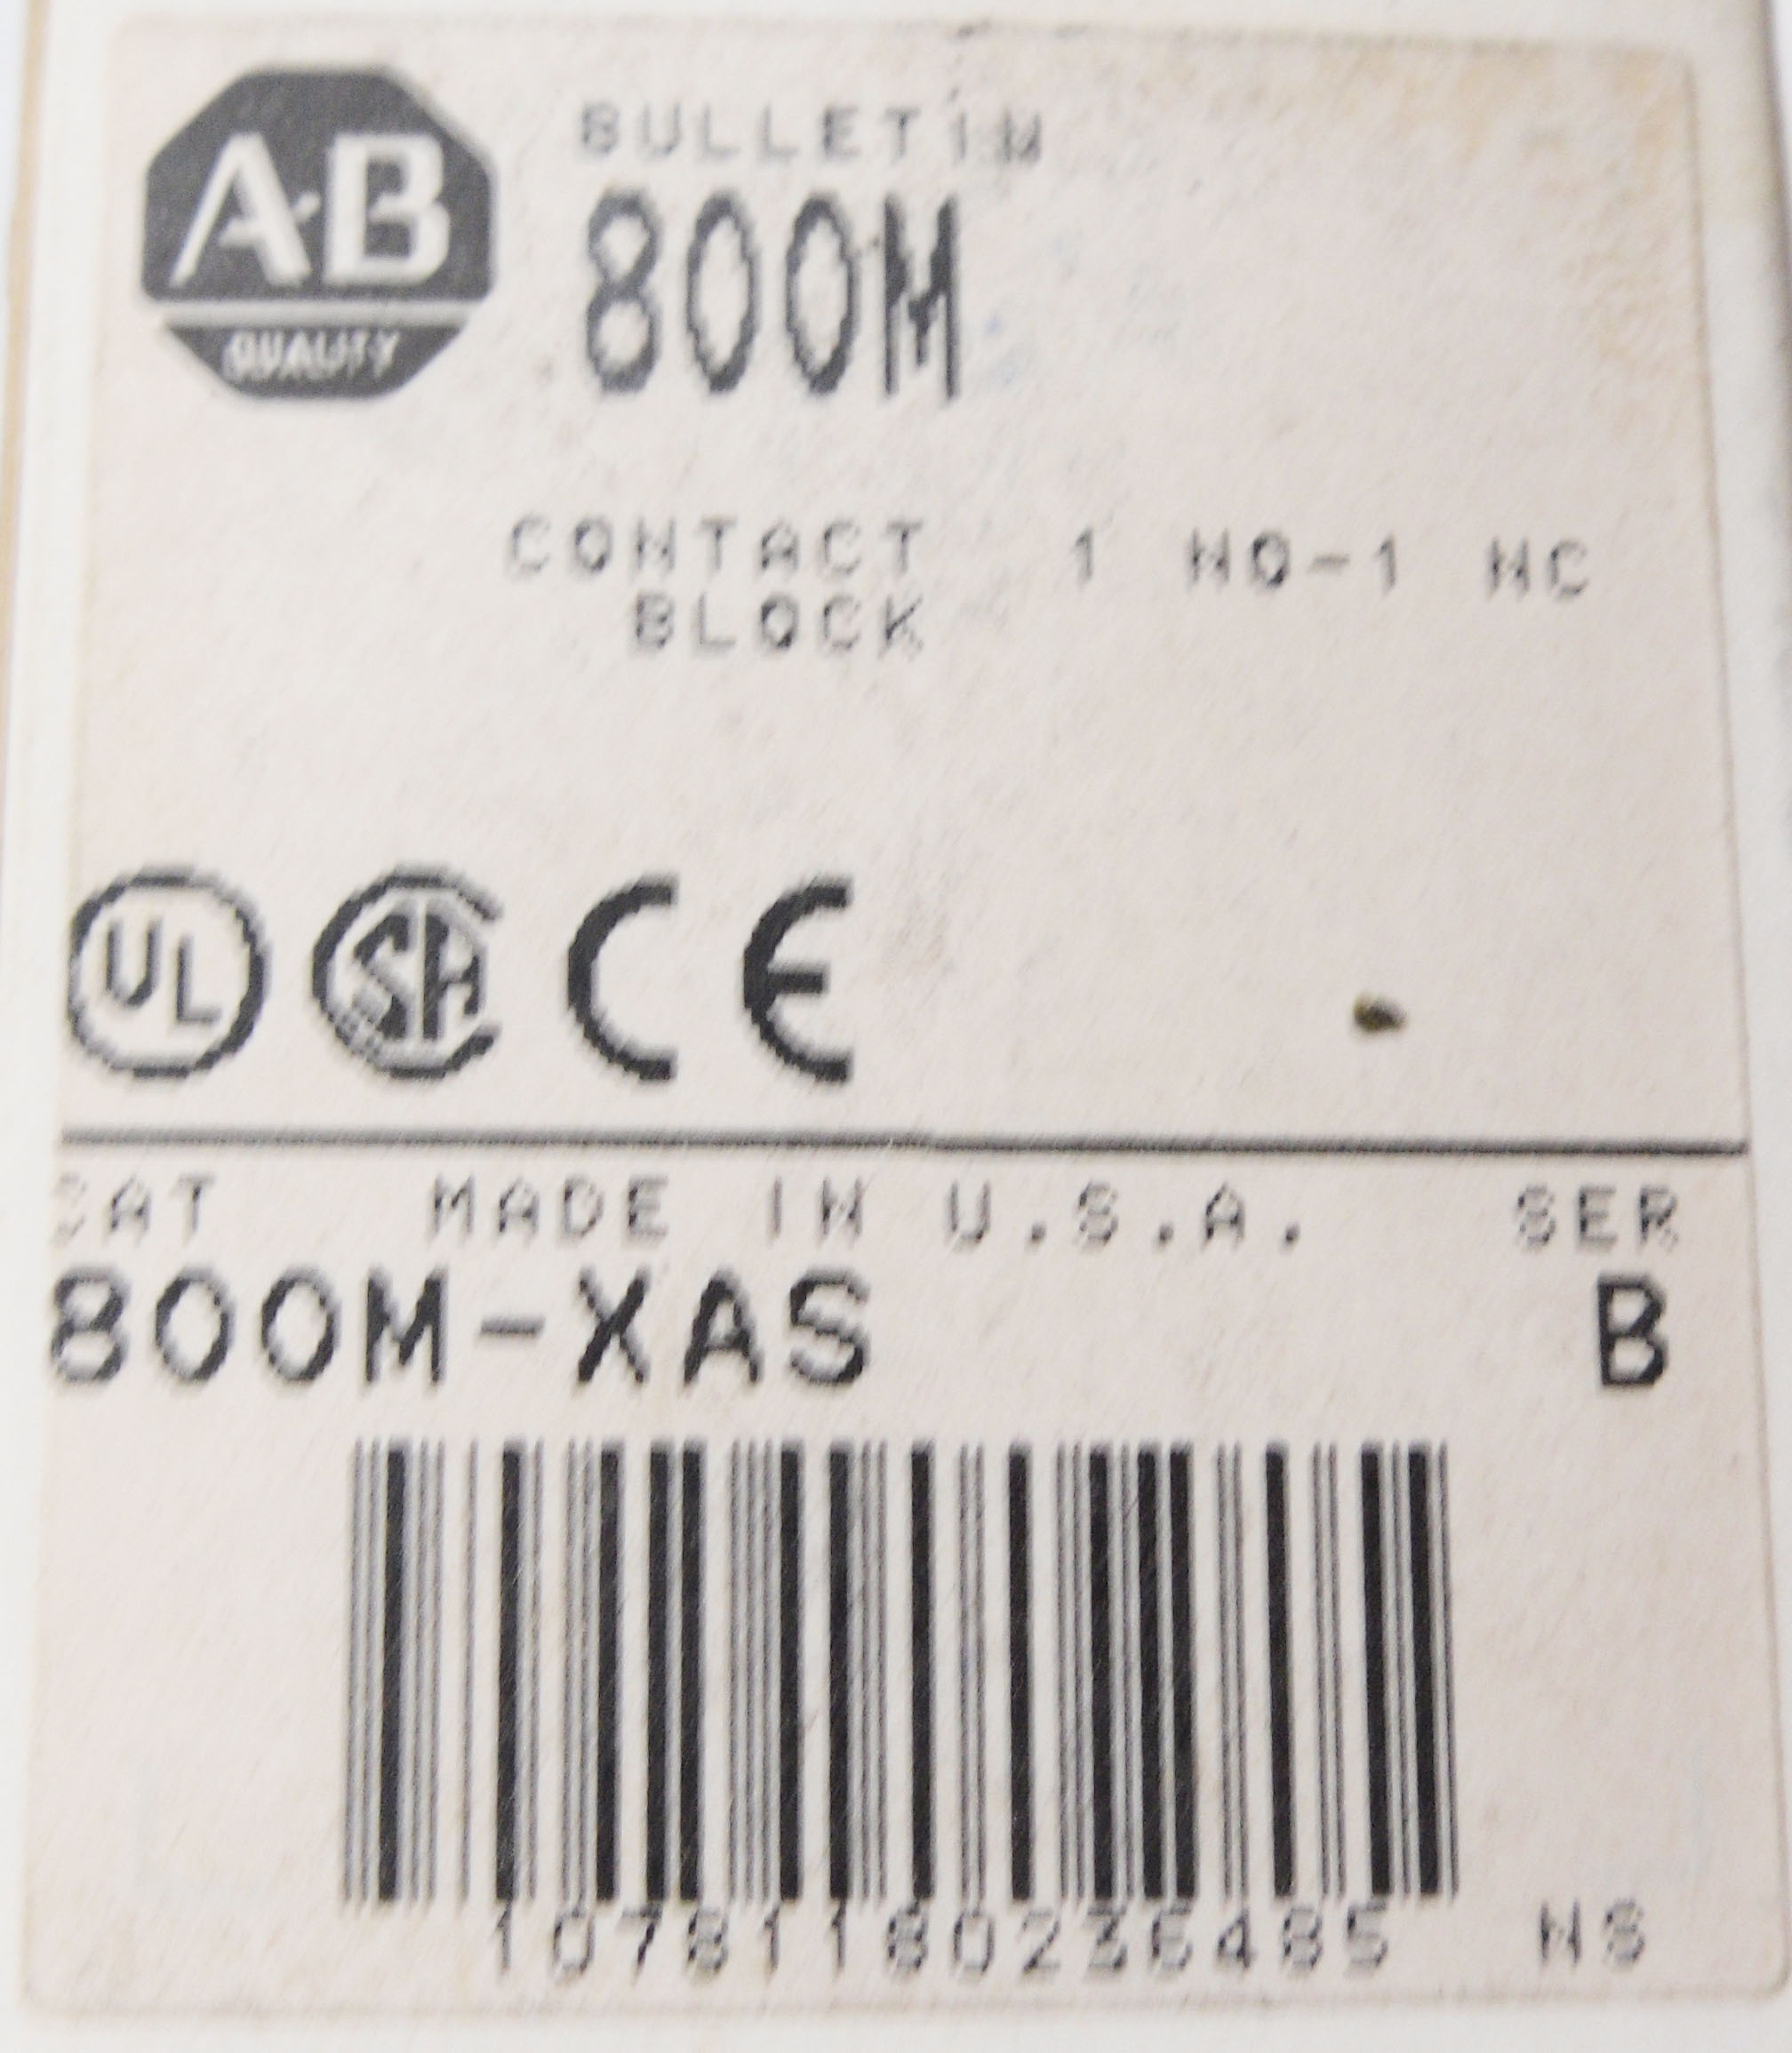 A-B
QUALITY
BULLETIN
800M
CONTACT 1 NO-1 NC
BLOCK
UL SA CE
CAT MADE IN U.S.A. SER
800M-XAS B
10781180236485 NS